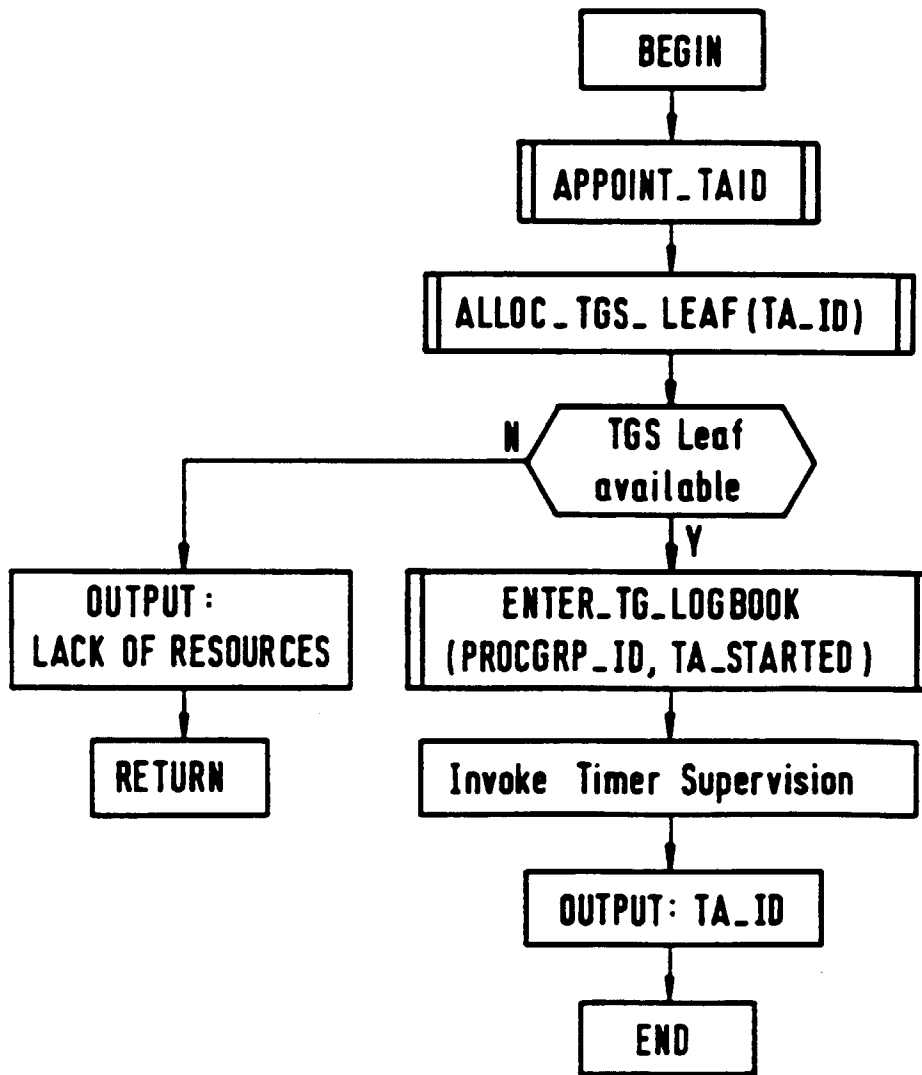 BEGIN
APPOINT_TAID
ALLOC_TGS_LEAF(TA_ID)
TGS Leaf
available
N
Y
OUTPUT:
LACK OF RESOURCES
RETURN
ENTER_TG_LOGBOOK
(PROCGRP_ID, TA_STARTED)
Invoke Timer Supervision
OUTPUT: TA_ID
END